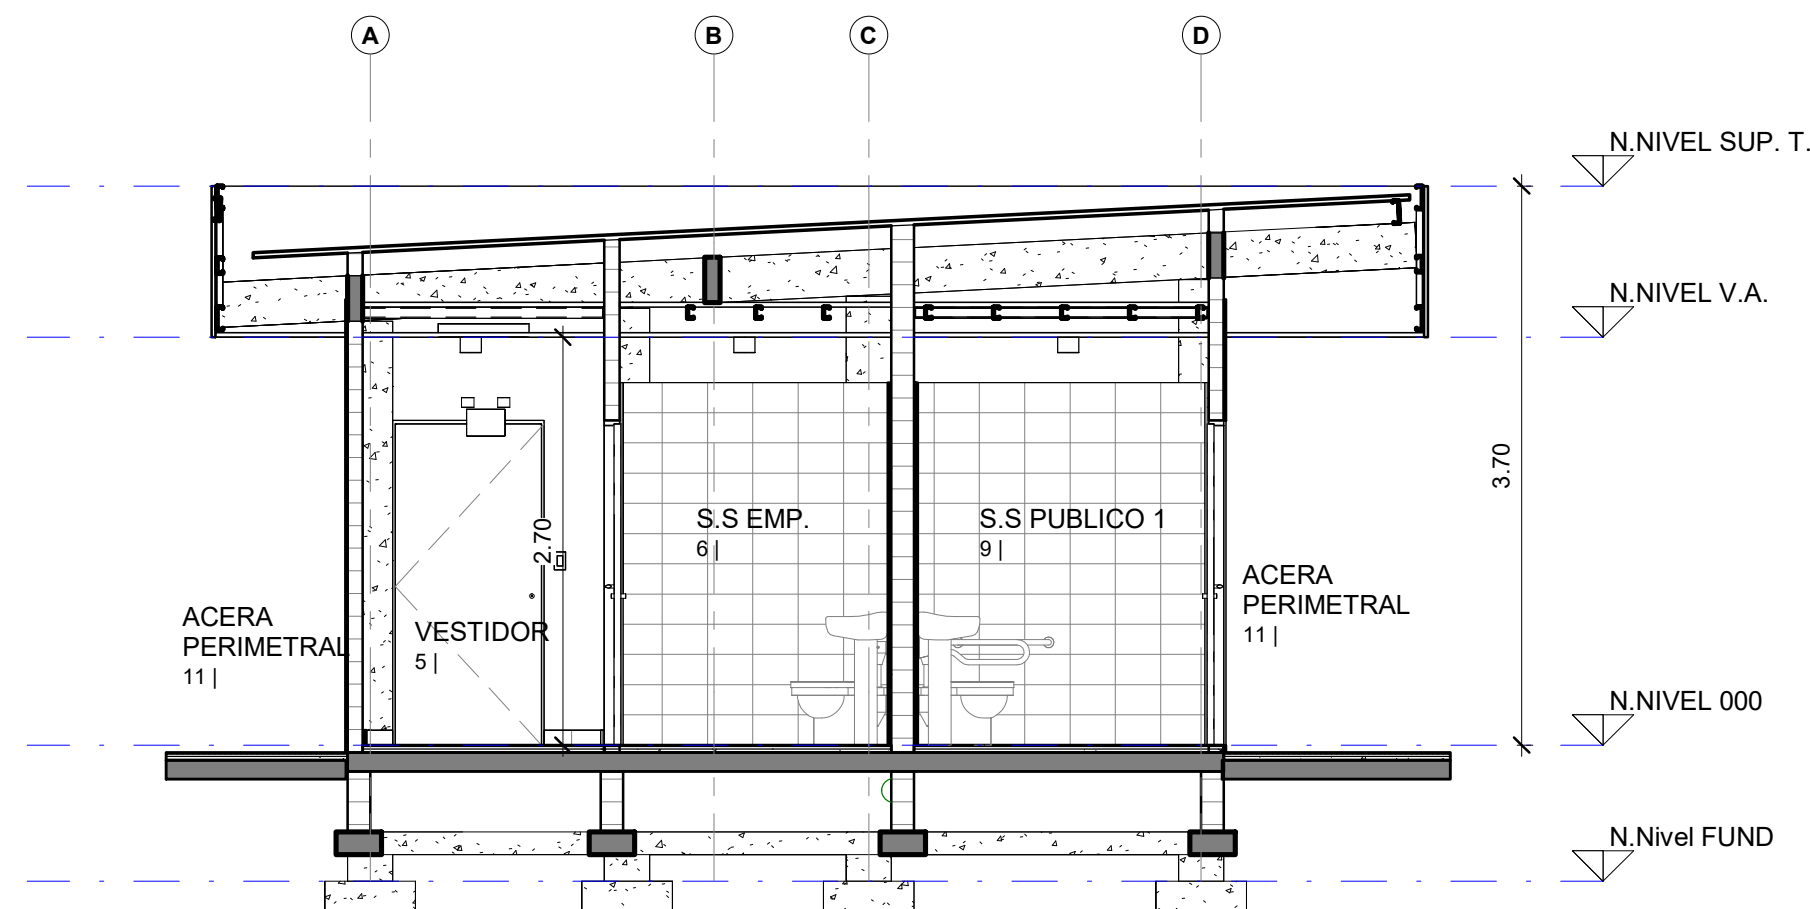 A
B
C
D
N.NIVEL SUP. T.
N.NIVEL V.A.
3.70
2.70
S.S EMP.
6 |
S.S PUBLICO 1
9 |
ACERA
PERIMETRAL
11 |
ACERA
PERIMETRAL
11 |
VESTIDOR
5 |
N.NIVEL 000
N.Nivel FUND